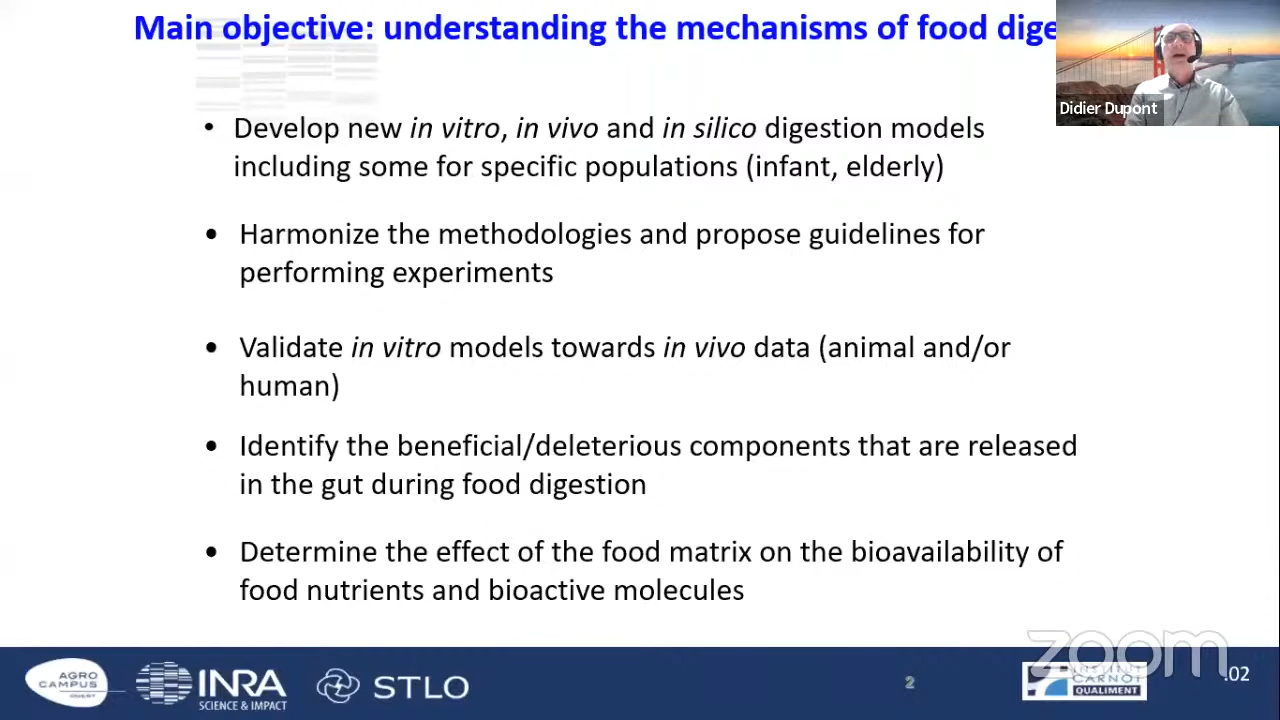 Main objective: understanding the mechanisms of food dige
Didier Dupont
• Develop new in vitro, in vivo and in silico digestion models
including some for specific populations (infant, elderly)
• Harmonize the methodologies and propose guidelines for
performing experiments
• Validate in vitro models towards in vivo data (animal and/or
human)
• Identify the beneficial/deleterious components that are released
in the gut during food digestion
• Determine the effect of the food matrix on the bioavailability of
food nutrients and bioactive molecules
zoom
AGRO
CAMPUS
INRA
SCIENCE & IMPACT
STLO
2
CARNOT
QUALIMENT
.02